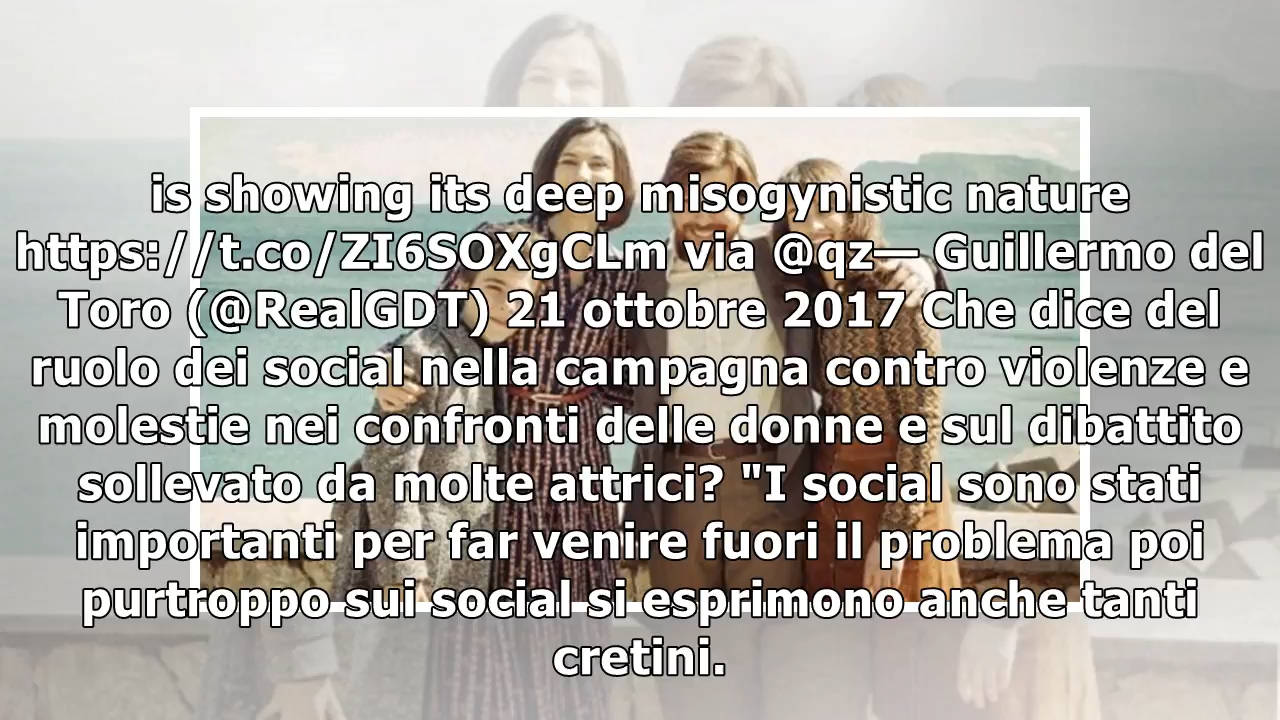 is showing its deep misogynistic nature
https://t.co/ZI6SOXgCLm via @qz— Guillermo del
Toro (@RealGDT) 21 ottobre 2017 Che dice del
ruolo dei social nella campagna contro violenze e
molestie nei confronti delle donne e sul dibattito
sollevato da molte attrici? "I social sono stati
importanti per far venire fuori il problema poi
purtroppo sui social si esprimono anche tanti
cretini.